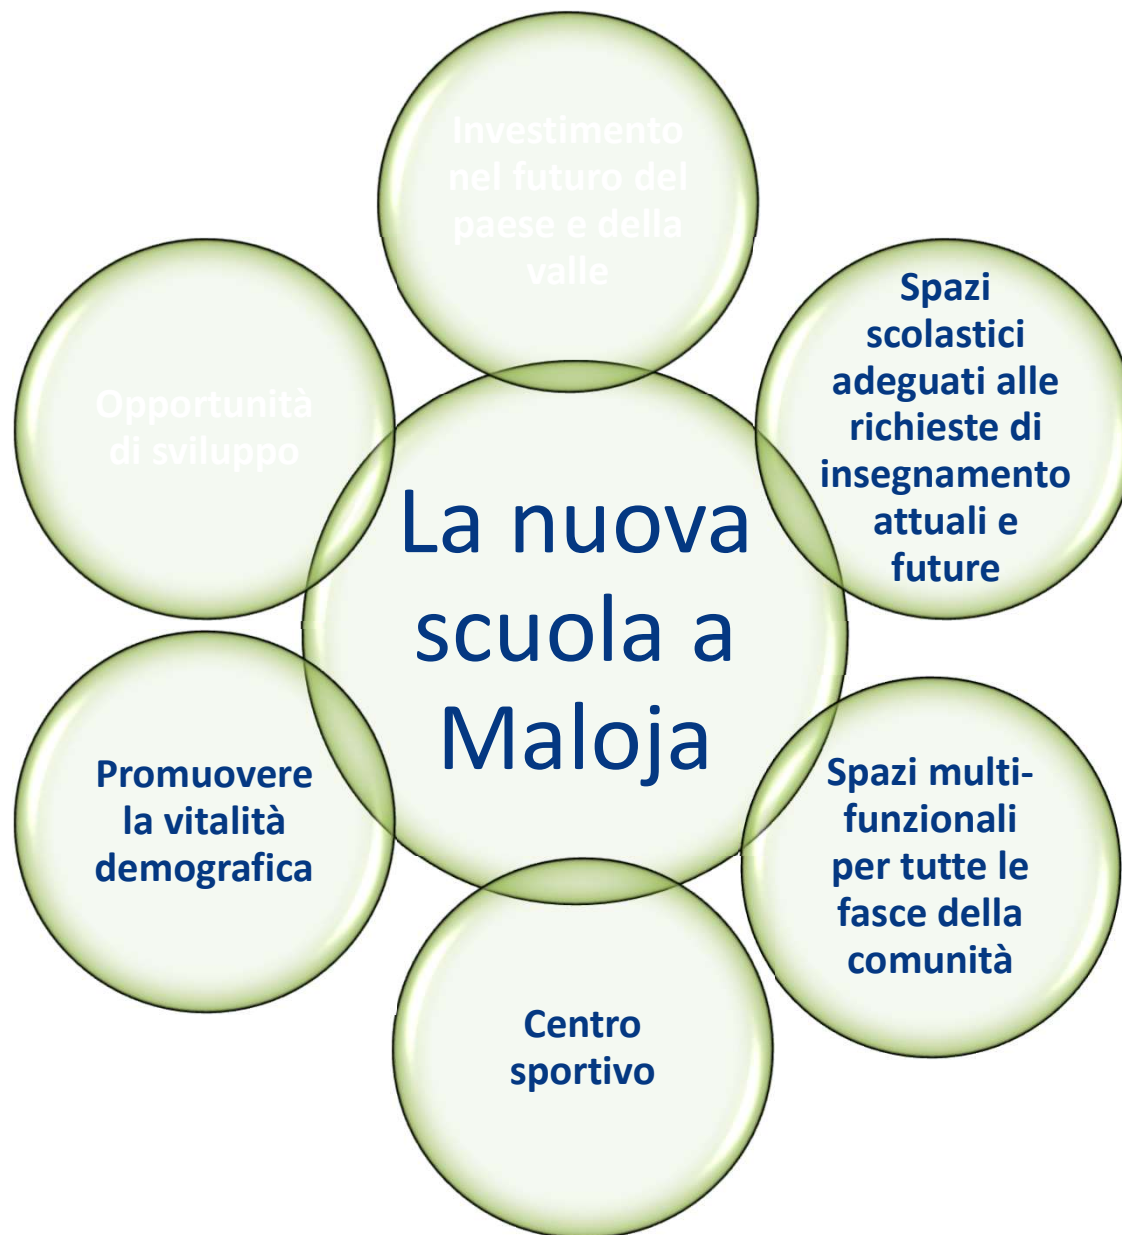 Investimento
nel futuro del
paese e della
valle
Spazi
scolastici
adeguati alle
richieste di
insegnamento
attuali e
future
Opportunità
di sviluppo
La nuova
scuola a
Maloja
Promuovere
la vitalità
demografica
Spazi multi-
funzionali
per tutte le
fasce della
comunità
Centro
sportivo